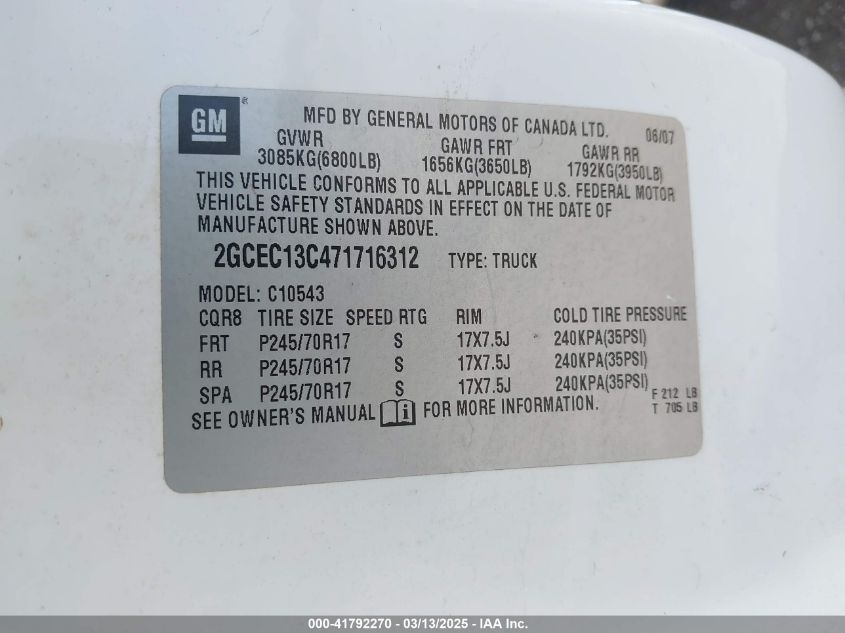 GM ®
MFD BY GENERAL MOTORS OF CANADA LTD. 06/07
GVWR GAWR FRT GAWR RR
3085KG(6800LB) 1656KG(3650LB) 1792KG(3950LB)
THIS VEHICLE CONFORMS TO ALL APPLICABLE U.S. FEDERAL MOTOR
VEHICLE SAFETY STANDARDS IN EFFECT ON THE DATE OF
MANUFACTURE SHOWN ABOVE.
2GCEC13C471716312 TYPE: TRUCK
MODEL: C10543
CQR8 TIRE SIZE SPEED RTG RIM COLD TIRE PRESSURE
FRT P245/70R17 S 17X7.5J 240KPA(35PSI)
RR P245/70R17 S 17X7.5J 240KPA(35PSI)
SPA P245/70R17 S 17X7.5J 240KPA(35PSI)
F 212 LB
T 705 LB
SEE OWNER'S MANUAL i FOR MORE INFORMATION.
000-41792270 — 03/13/2025 — IAA Inc.